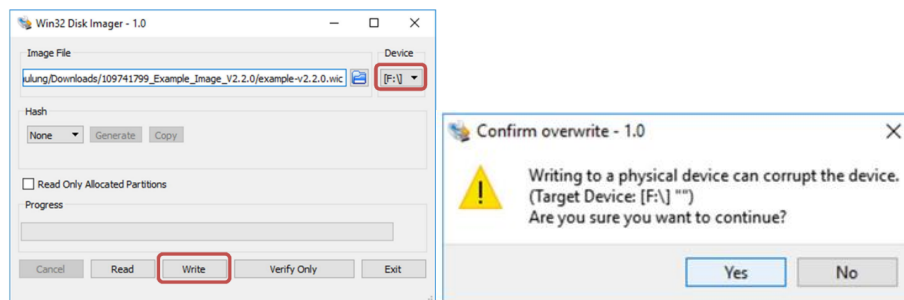 Win32 Disk Imager - 1.0
Image File
Device
ulung/Downloads/109741799_Example_Image_V2.2.0/example-v2.2.0.wic
[F:\]
Hash
None
Generate
Copy
Read Only Allocated Partitions
Progress
Cancel
Read
Write
Verify Only
Exit
Confirm overwrite - 1.0
Writing to a physical device can corrupt the device.
(Target Device: [F:\] "")
Are you sure you want to continue?
Yes
No